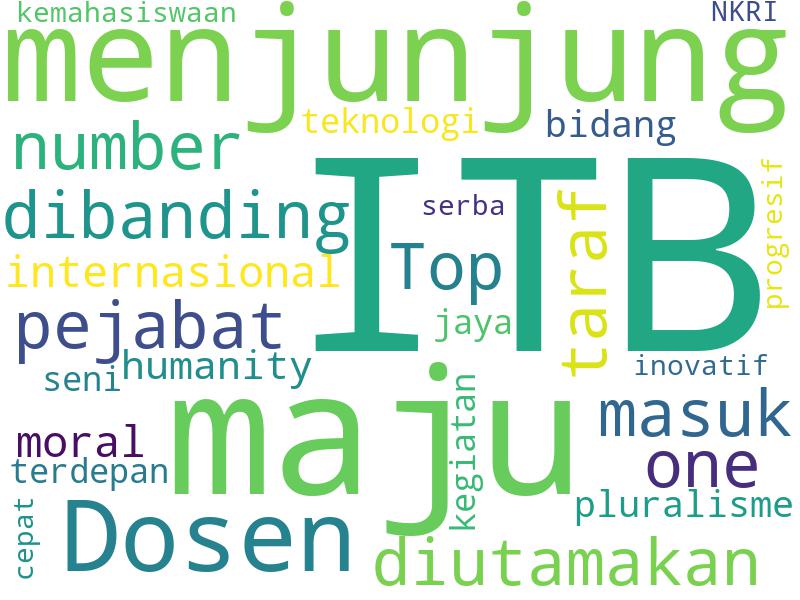 kemahasiswaan
NKRI
menjunjung
teknologi
bidang
number
ITB
dibanding
serba
taraf
progresif
internasional
Top
pejabat
jaya
humanity
seni
inovatif
maju
kegiatan
masuk
moral
one
terdepan
pluralisme
cepat
Dosen
diutamakan